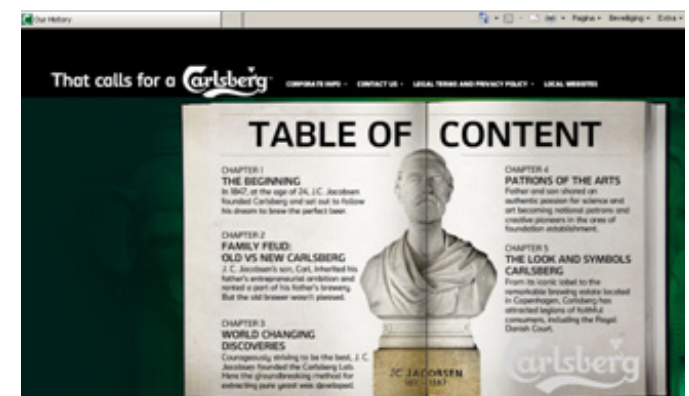 Our History
Pagina
Beveiliging
Extra
That calls for a Carlsberg
CORPORATE INFO
CONTACT US
LEGAL TERMS AND PRIVACY POLICY
LOCAL WEBSITES
TABLE OF CONTENT
CHAPTER 1
THE BEGINNING
In 1847, at the age of 24, J.C. Jacobsen
founded Carlsberg and set out to follow
his dream to brew the perfect beer.
CHAPTER 2
FAMILY FEUD:
OLD VS NEW CARLSBERG
J. C. Jacobsen's son, Carl, inherited his
father's entrepreneurial ambition and
rented a part of his father's brewery.
But the old brewer wasn't pleased.
CHAPTER 3
WORLD CHANGING
DISCOVERIES
Courageously striving to be the best, J. C.
Jacobsen founded the Carlsberg Lab.
Here the groundbreaking method for
extracting pure yeast was developed.
CHAPTER 4
PATRONS OF THE ARTS
Father and son shared an
authentic passion for science and
art becoming national patrons and
creative pioneers in the area of
foundation establishment.
CHAPTER 5
THE LOOK AND SYMBOLS
CARLSBERG
From its iconic label to the
remarkable brewing estate located
in Copenhagen, Carlsberg has
attracted legions of faithful
consumers, including the Royal
Danish Court.
JC JACOBSEN
Carlsberg